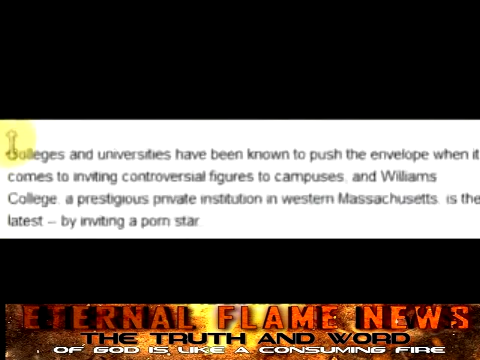 Colleges and universities have been known to push the envelope when it
comes to inviting controversial figures to campuses, and Williams
College, a prestigious private institution in western Massachusetts, is the
latest -- by inviting a porn star.
ETERNAL FLAME NEWS
THE TRUTH AND WORD
OF GOD IS LIKE A CONSUMING FIRE